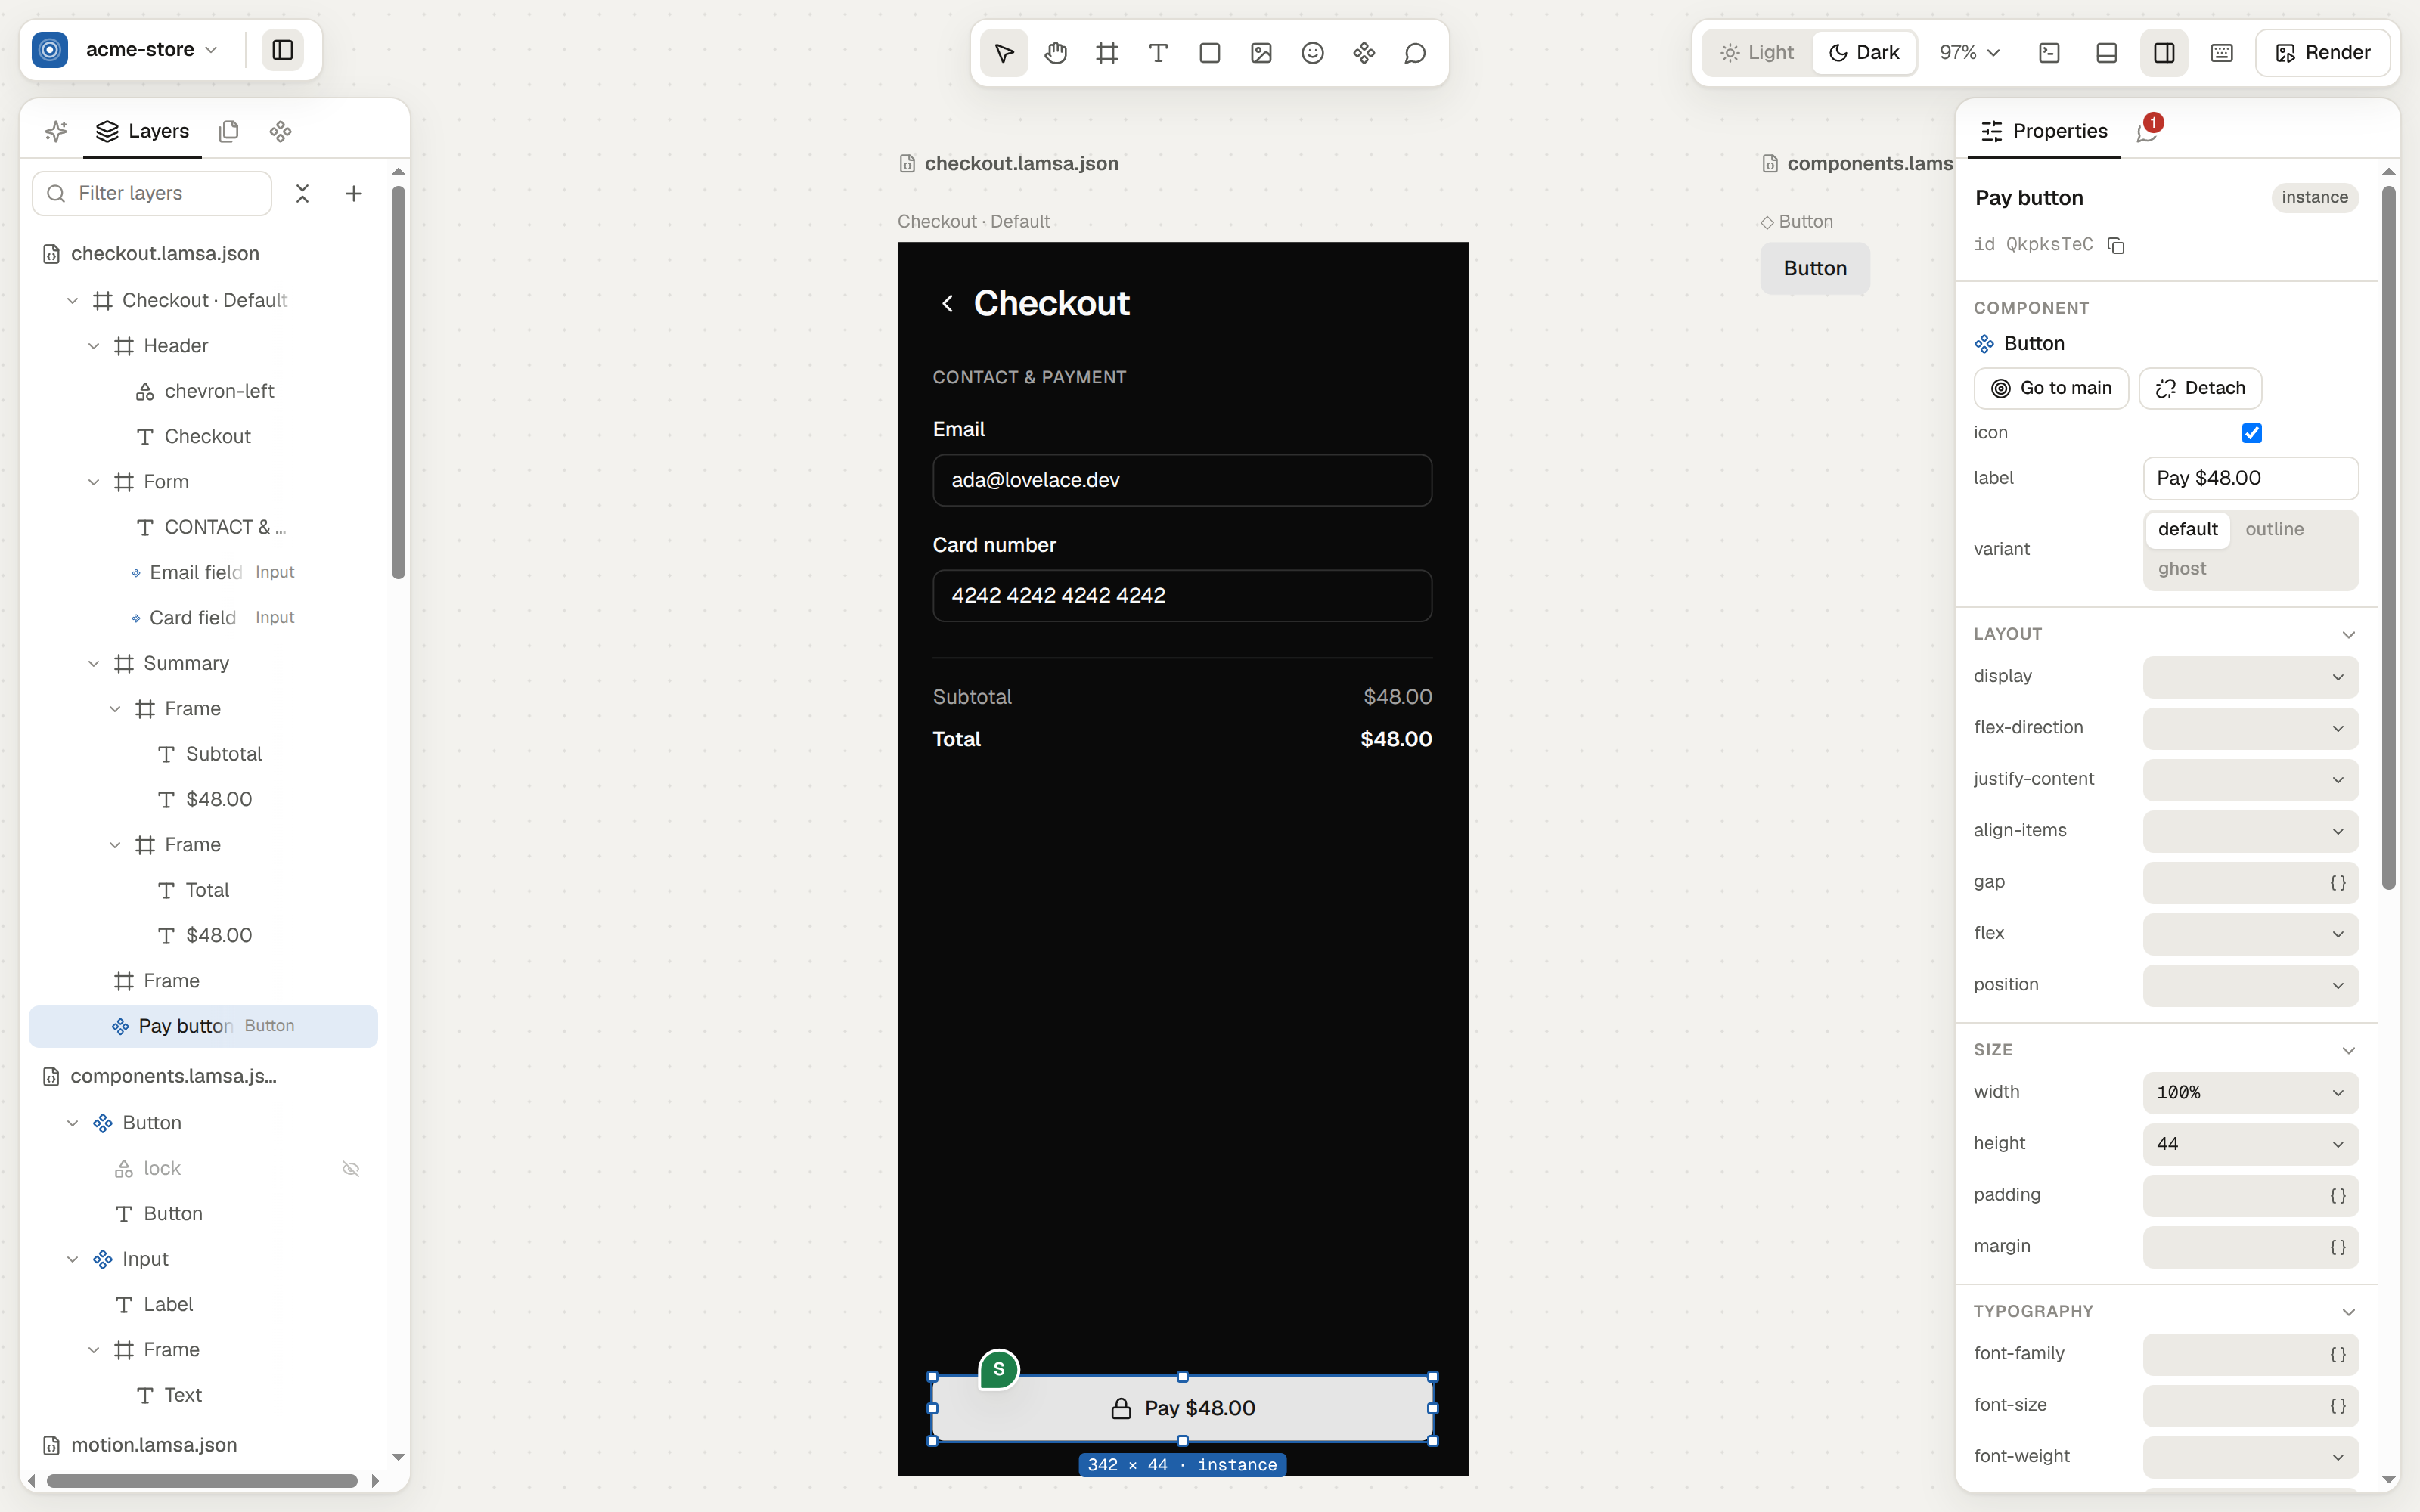 acme-store
Light
Dark
97%
Render
Layers
Filter layers
checkout.lamsa.json
Checkout · Default
Header
chevron-left
Checkout
Form
CONTACT & ...
Email field Input
Card field Input
Summary
Frame
Subtotal
$48.00
Frame
Total
$48.00
Frame
Pay button Button
components.lamsa.js...
Button
lock
Button
Input
Label
Frame
Text
motion.lamsa.json
checkout.lamsa.json
Checkout · Default
Checkout
CONTACT & PAYMENT
Email
ada@lovelace.dev
Card number
4242 4242 4242 4242
Subtotal $48.00
Total $48.00
S
Pay $48.00
342 × 44 · instance
components.lams
Button
Button
Properties
1
Pay button instance
id QkpksTeC
COMPONENT
Button
Go to main
Detach
icon
label Pay $48.00
variant default outline
ghost
LAYOUT
display
flex-direction
justify-content
align-items
gap {}
flex
position
SIZE
width 100%
height 44
padding {}
margin {}
TYPOGRAPHY
font-family {}
font-size {}
font-weight